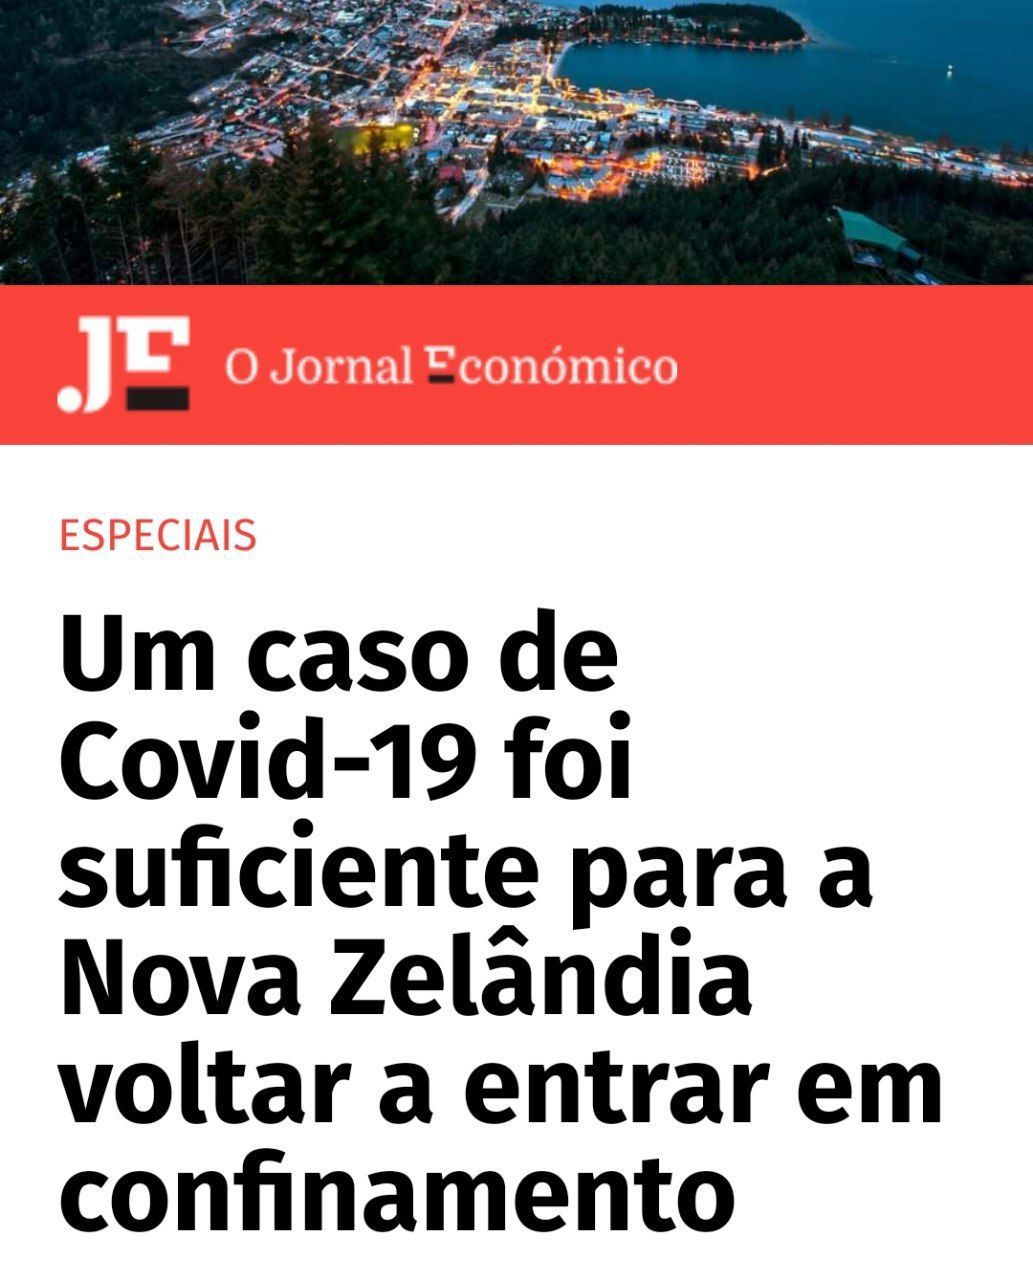 JE O Jornal Económico
ESPECIAIS
Um caso de
Covid-19 foi
suficiente para a
Nova Zelândia
voltar a entrar em
confinamento